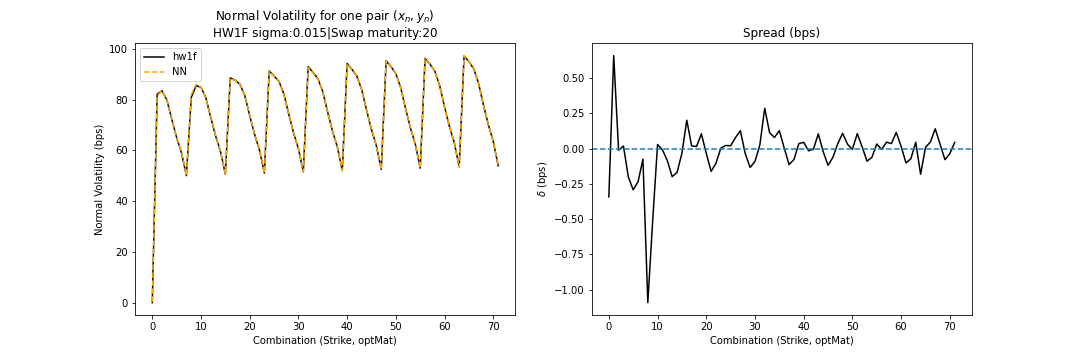 Normal Volatility for one pair (xₙ, yₙ)
HW1F sigma:0.015|Swap maturity:20
hw1f
NN
Normal Volatility (bps)
100
80
60
40
20
0
0 10 20 30 40 50 60 70
Combination (Strike, optMat)
Spread (bps)
δ (bps)
0.50
0.25
0.00
−0.25
−0.50
−0.75
−1.00
0 10 20 30 40 50 60 70
Combination (Strike, optMat)